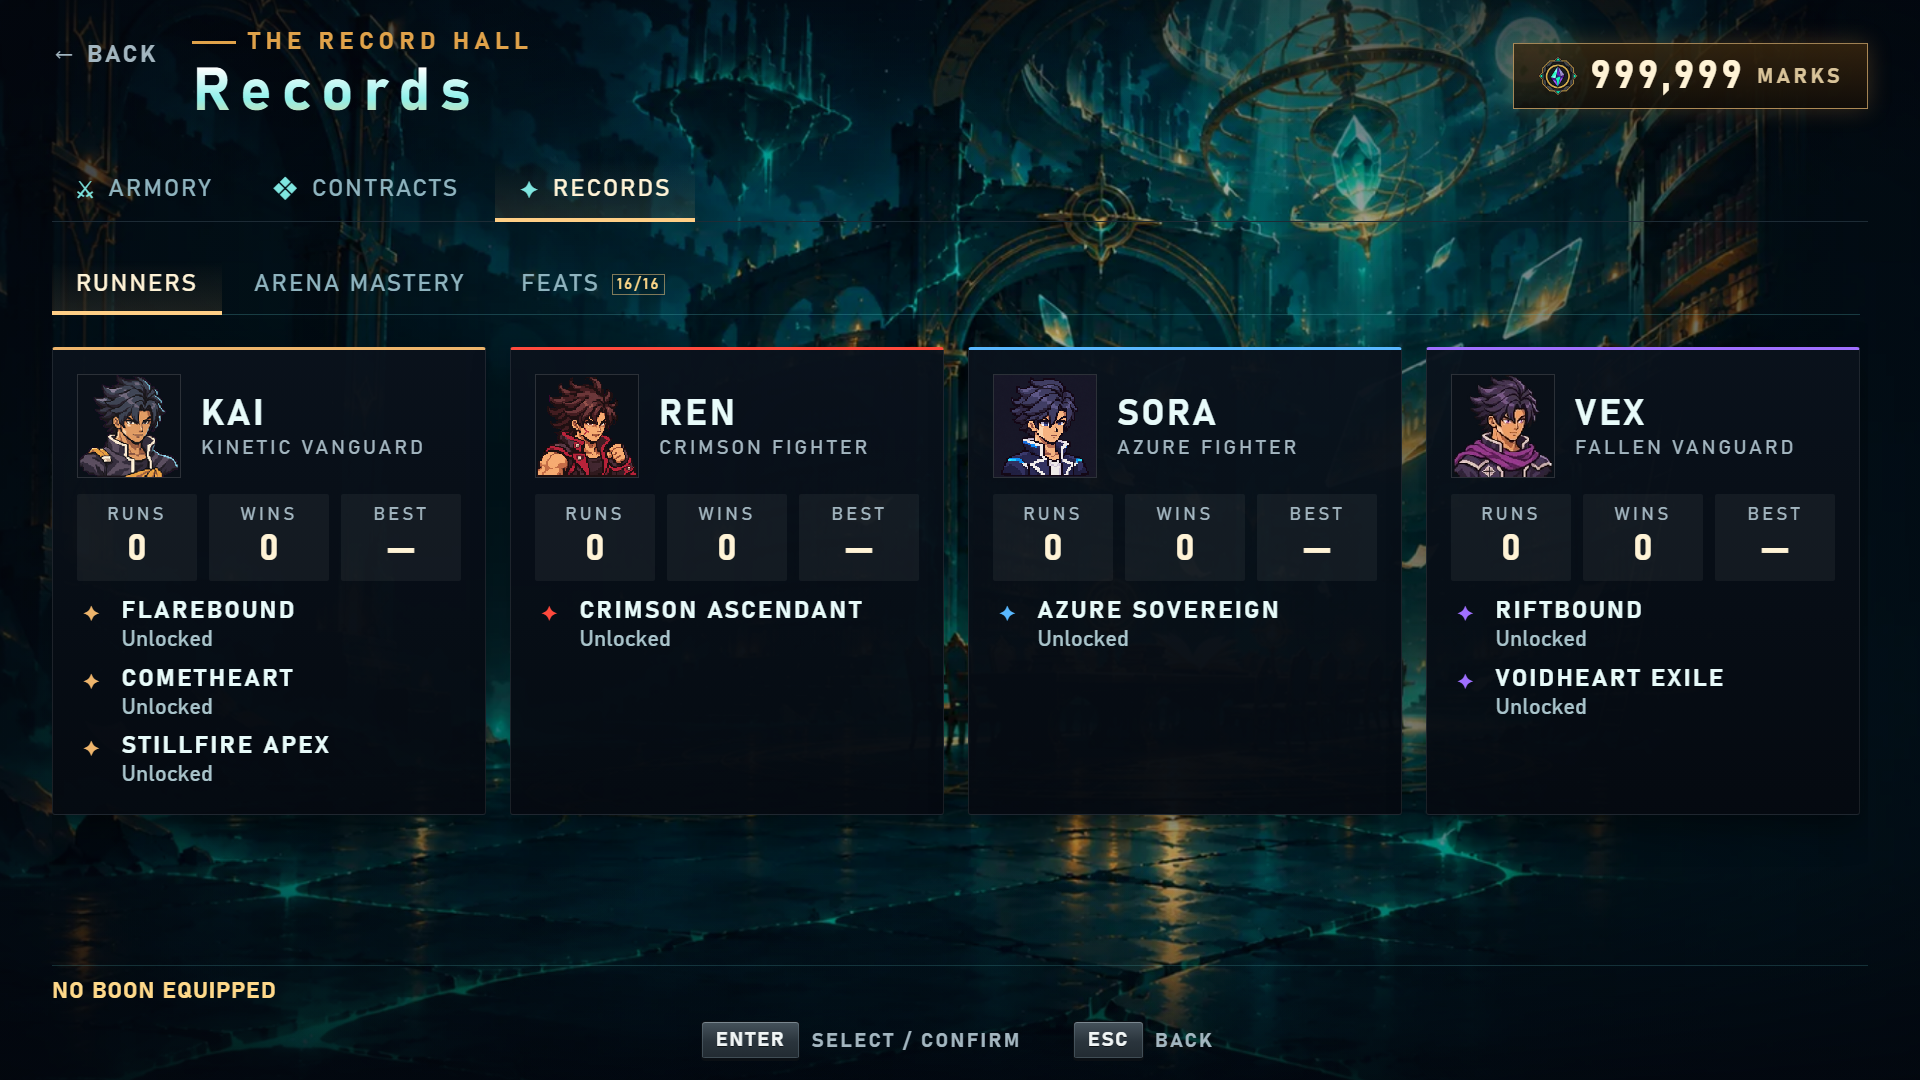 ← BACK
THE RECORD HALL
Records
999,999 MARKS
ARMORY
CONTRACTS
RECORDS
RUNNERS
ARENA MASTERY
FEATS 16/16
KAI
KINETIC VANGUARD
RUNS
0
WINS
0
BEST
—
FLAREBOUND
Unlocked
COMETHEART
Unlocked
STILLFIRE APEX
Unlocked
REN
CRIMSON FIGHTER
RUNS
0
WINS
0
BEST
—
CRIMSON ASCENDANT
Unlocked
SORA
AZURE FIGHTER
RUNS
0
WINS
0
BEST
—
AZURE SOVEREIGN
Unlocked
VEX
FALLEN VANGUARD
RUNS
0
WINS
0
BEST
—
RIFTBOUND
Unlocked
VOIDHEART EXILE
Unlocked
NO BOON EQUIPPED
ENTER SELECT / CONFIRM
ESC BACK